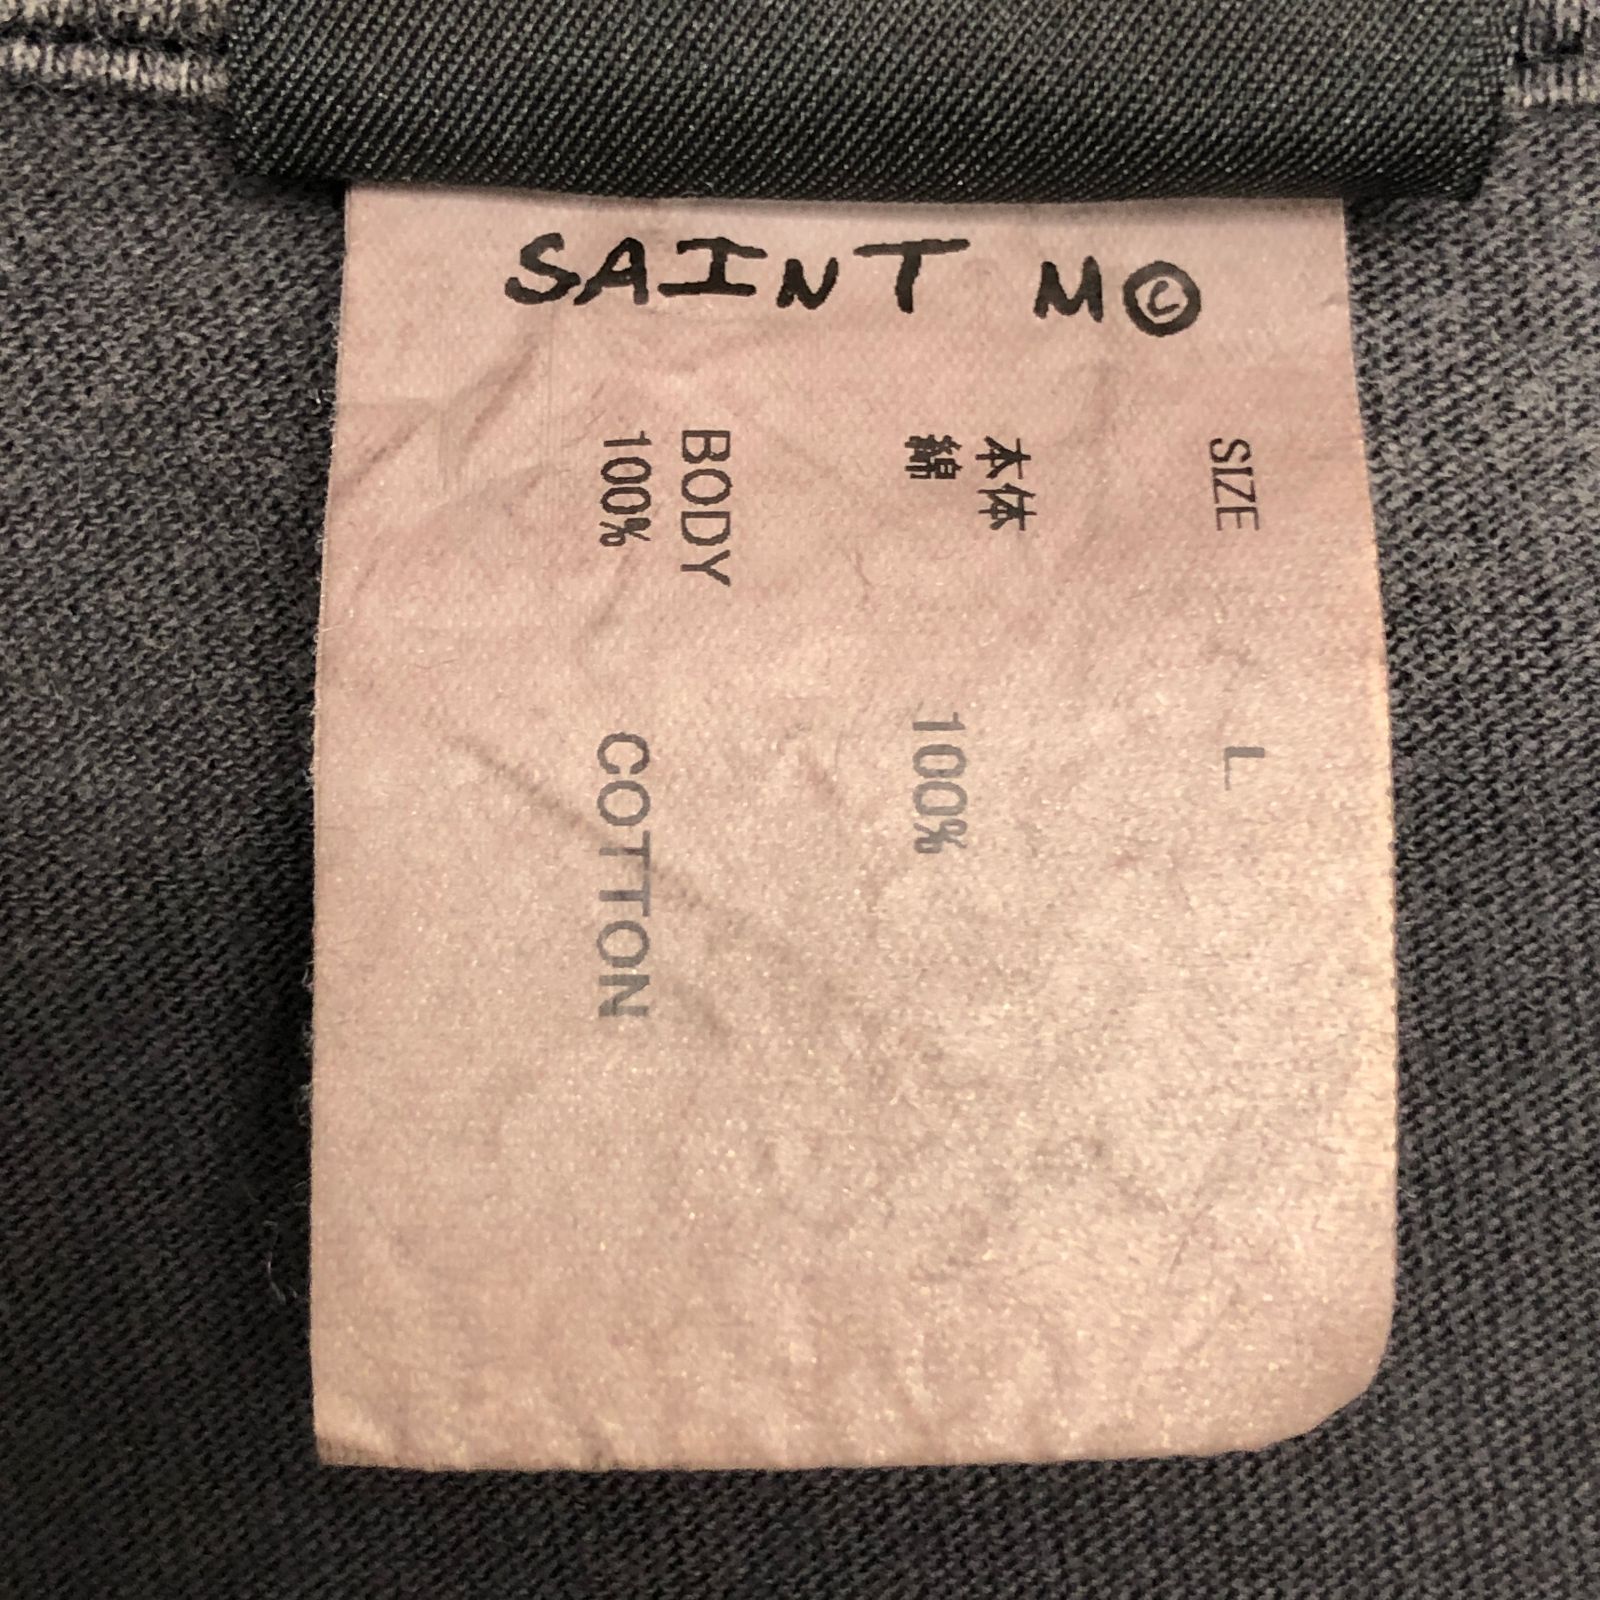 SAINT M©
SIZE L
本体
綿 100%
BODY
100% COTTON